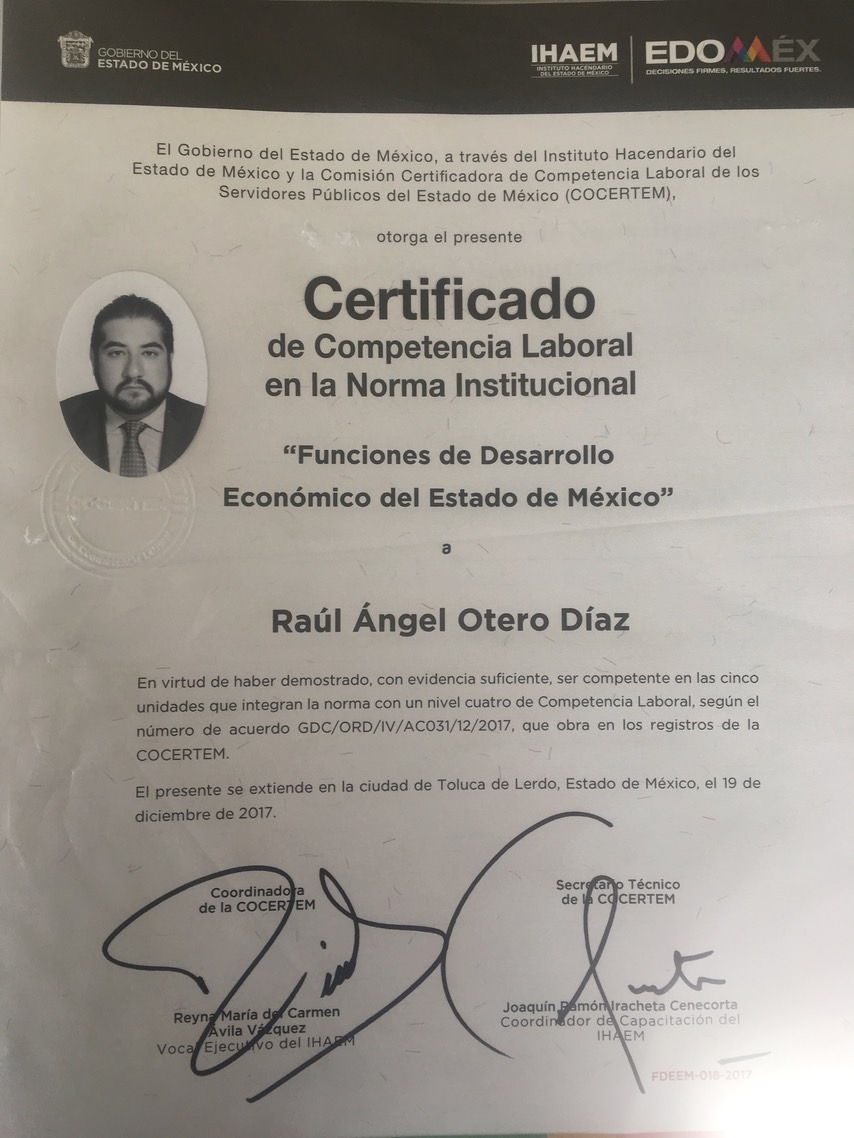 GOBIERNO DEL
ESTADO DE MÉXICO
IHAEM
INSTITUTO HACENDARIO
DEL ESTADO DE MÉXICO
EDOMÉX
DECISIONES FIRMES, RESULTADOS FUERTES.
El Gobierno del Estado de México, a través del Instituto Hacendario del
Estado de México y la Comisión Certificadora de Competencia Laboral de los
Servidores Públicos del Estado de México (COCERTEM),
otorga el presente
Certificado
de Competencia Laboral
en la Norma Institucional
“Funciones de Desarrollo
Económico del Estado de México”
a
Raúl Ángel Otero Díaz
En virtud de haber demostrado, con evidencia suficiente, ser competente en las cinco
unidades que integran la norma con un nivel cuatro de Competencia Laboral, según el
número de acuerdo GDC/ORD/IV/AC031/12/2017, que obra en los registros de la
COCERTEM.
El presente se extiende en la ciudad de Toluca de Lerdo, Estado de México, el 19 de
diciembre de 2017.
Coordinadora
de la COCERTEM
Reyna María del Carmen
Ávila Vázquez
Vocal Ejecutivo del IHAEM
Secretario Técnico
de la COCERTEM
Joaquín Ramón Iracheta Cenecorta
Coordinador de Capacitación del
IHAEM
FDEEM-018-2017